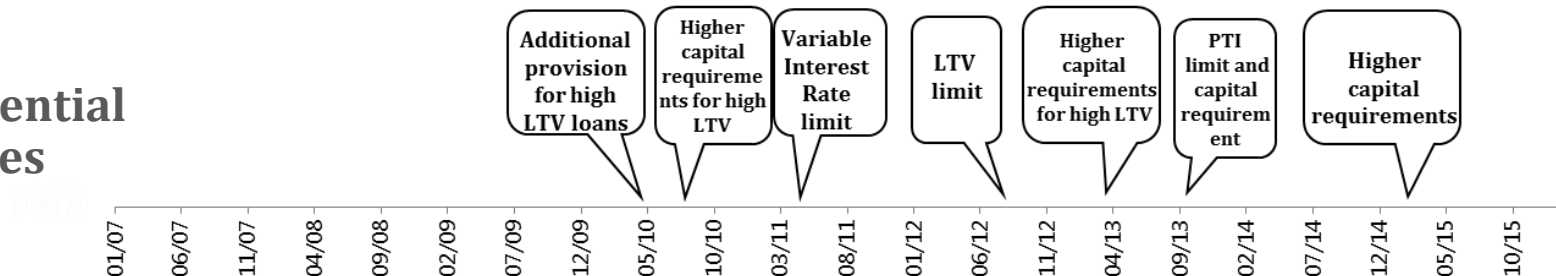 ential
es
Additional
provision
for high
LTV loans
Higher
capital
requireme
nts for high
LTV
Variable
Interest
Rate
limit
LTV
limit
Higher
capital
requirements
for high LTV
PTI
limit and
capital
requirem
ent
Higher
capital
requirements
01/07
06/07
11/07
04/08
09/08
02/09
07/09
12/09
05/10
10/10
03/11
08/11
01/12
06/12
11/12
04/13
09/13
02/14
07/14
12/14
05/15
10/15